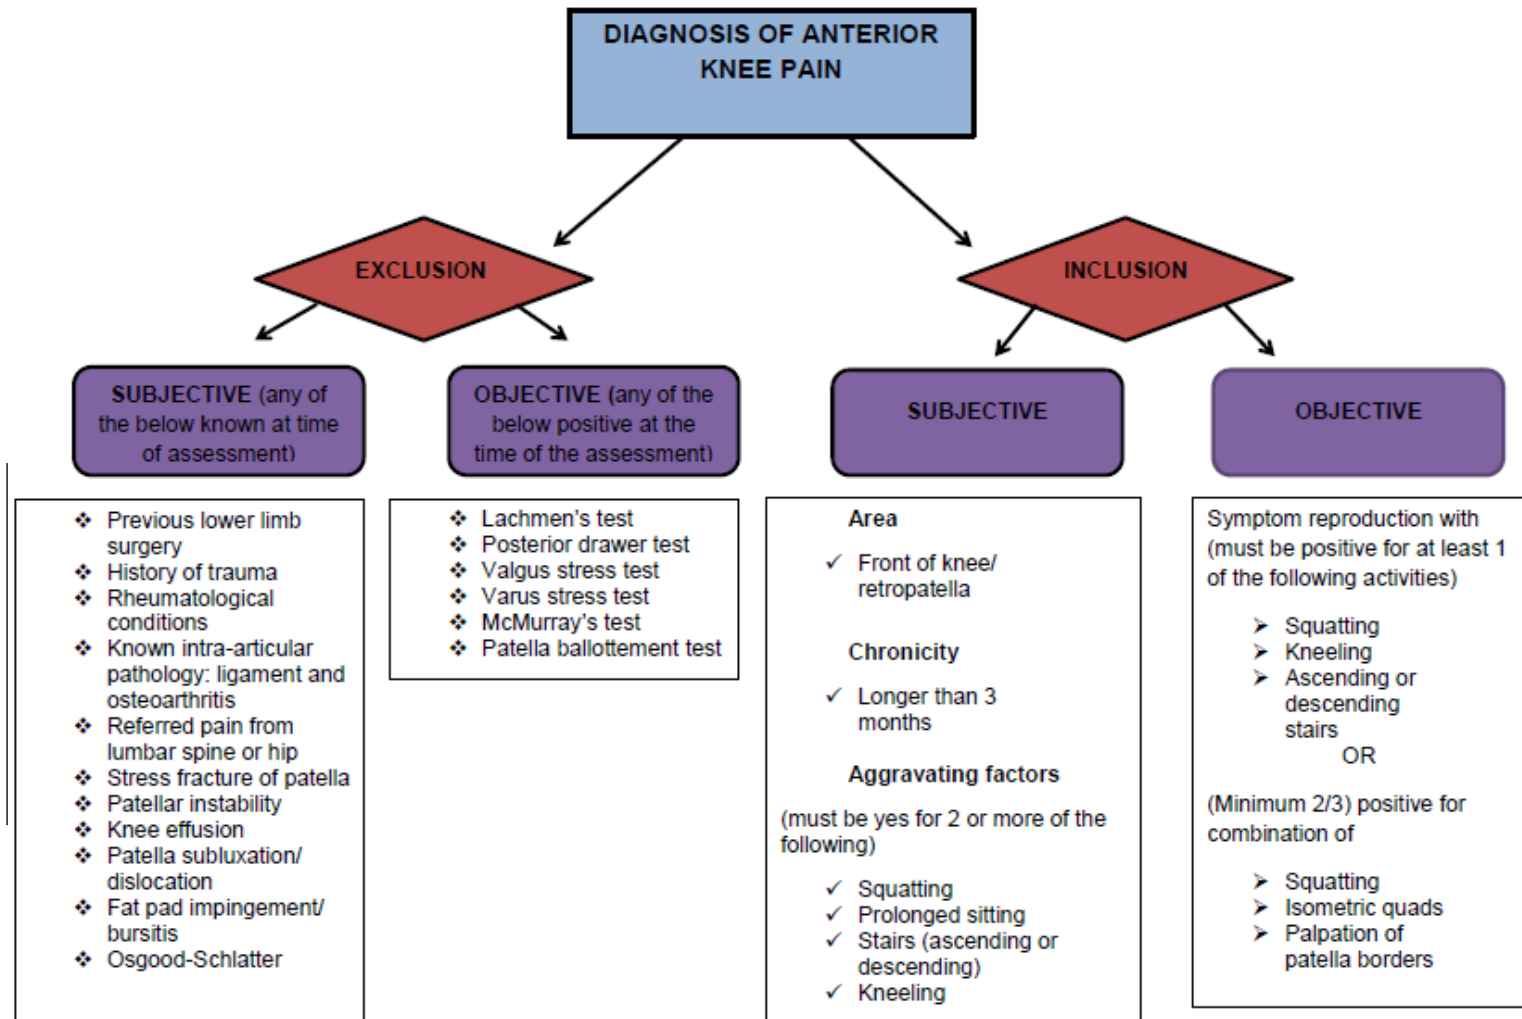 DIAGNOSIS OF ANTERIOR
KNEE PAIN
EXCLUSION
INCLUSION
SUBJECTIVE (any of
the below known at time
of assessment)
OBJECTIVE (any of the
below positive at the
time of the assessment)
SUBJECTIVE
OBJECTIVE
❖ Previous lower limb
surgery
❖ History of trauma
❖ Rheumatological
conditions
❖ Known intra-articular
pathology: ligament and
osteoarthritis
❖ Referred pain from
lumbar spine or hip
❖ Stress fracture of patella
❖ Patellar instability
❖ Knee effusion
❖ Patella subluxation/
dislocation
❖ Fat pad impingement/
bursitis
❖ Osgood-Schlatter
❖ Lachmen's test
❖ Posterior drawer test
❖ Valgus stress test
❖ Varus stress test
❖ McMurray's test
❖ Patella ballottement test
Area
✓ Front of knee/
retropatella
Chronicity
✓ Longer than 3
months
Aggravating factors
(must be yes for 2 or more of the
following)
✓ Squatting
✓ Prolonged sitting
✓ Stairs (ascending or
descending)
✓ Kneeling
Symptom reproduction with
(must be positive for at least 1
of the following activities)
➢ Squatting
➢ Kneeling
➢ Ascending or
descending
stairs
OR
(Minimum 2/3) positive for
combination of
➢ Squatting
➢ Isometric quads
➢ Palpation of
patella borders